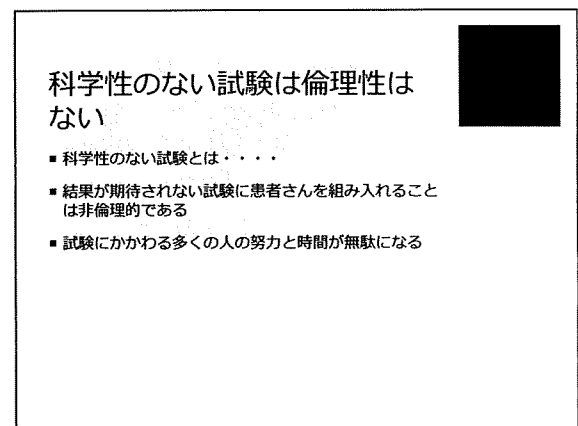 科学性のない試験は倫理性は
ない
▪ 科学性のない試験とは・・・・
▪ 結果が期待されない試験に患者さんを組み入れること
は非倫理的である
▪ 試験にかかわる多くの人の努力と時間が無駄になる